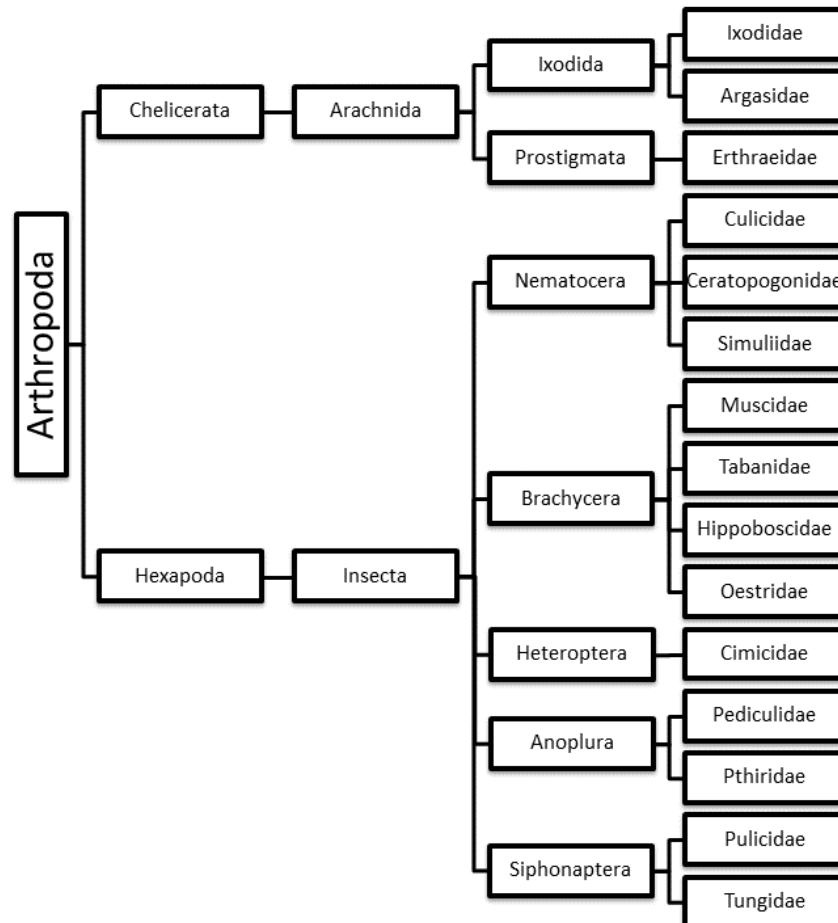 Arthropoda
Chelicerata
Arachnida
Ixodida
Ixodidae
Argasidae
Prostigmata
Erthraeidae
Hexapoda
Insecta
Nematocera
Culicidae
Ceratopogonidae
Simuliidae
Brachycera
Muscidae
Tabanidae
Hippoboscidae
Oestridae
Heteroptera
Cimicidae
Anoplura
Pediculidae
Pthiridae
Siphonaptera
Pulicidae
Tungidae